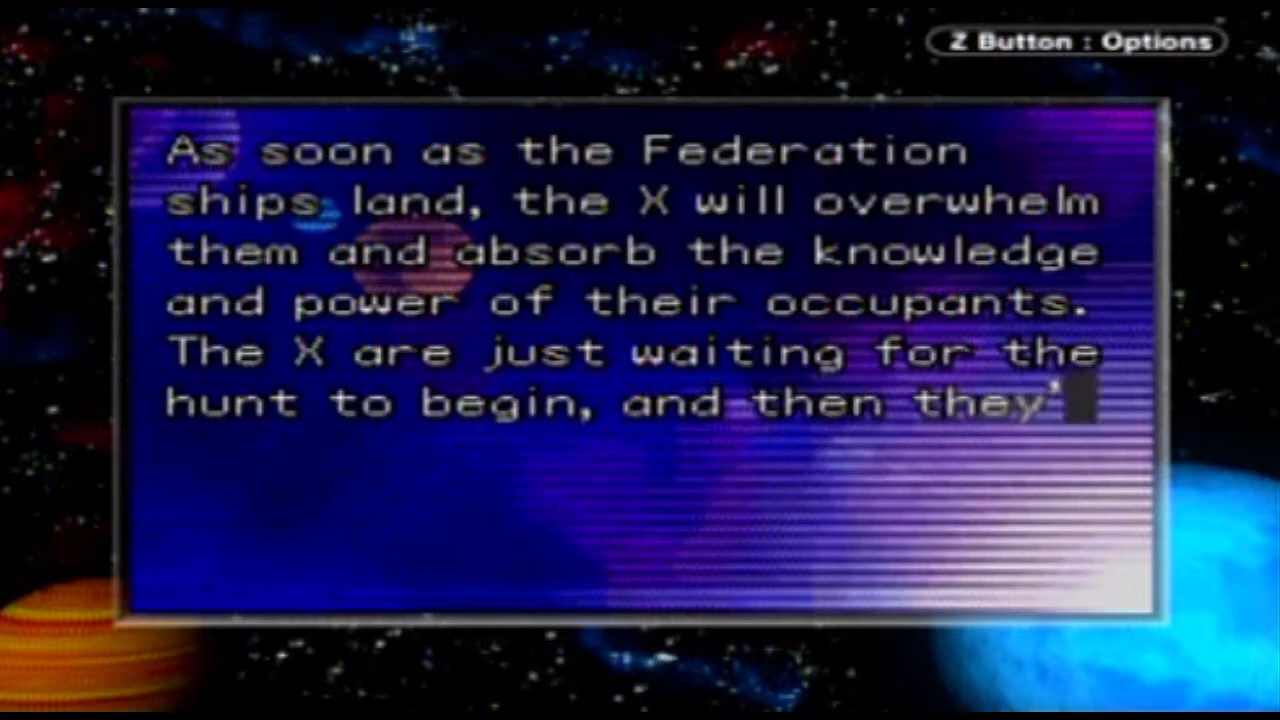 Z Button : Options
As soon as the Federation
ships land, the X will overwhelm
them and absorb the knowledge
and power of their occupants.
The X are just waiting for the
hunt to begin, and then they'